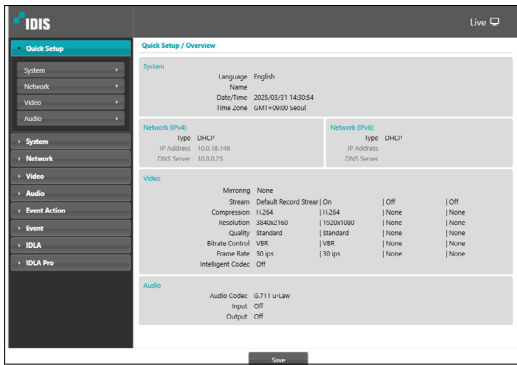 IDIS
Live
Quick Setup
Quick Setup / Overview
System
Network
Video
Audio
System
Network
Video
Audio
Event Action
Event
IDLA
IDLA Pro
System
Language English
Name
Date/Time 2025/03/31 14:30:54
Time Zone GMT+09:00 Seoul
Network (IPv4)
Type DHCP
IP Address 10.0.18.146
DNS Server 10.0.0.23
Network (IPv6)
Type DHCP
IP Address
DNS Server
Video
Mirroring None
Stream Default Record Strear | On | Off | Off
Compression H.264 | H.264 | None | None
Resolution 3840x2160 | 1920x1080 | None | None
Quality Standard | Standard | None | None
Bitrate Control VBR | VBR | None | None
Frame Rate 30 ips | 30 ips | None | None
Intelligent Codec Off
Audio
Audio Codec G.711 u-Law
Input Off
Output Off
Save